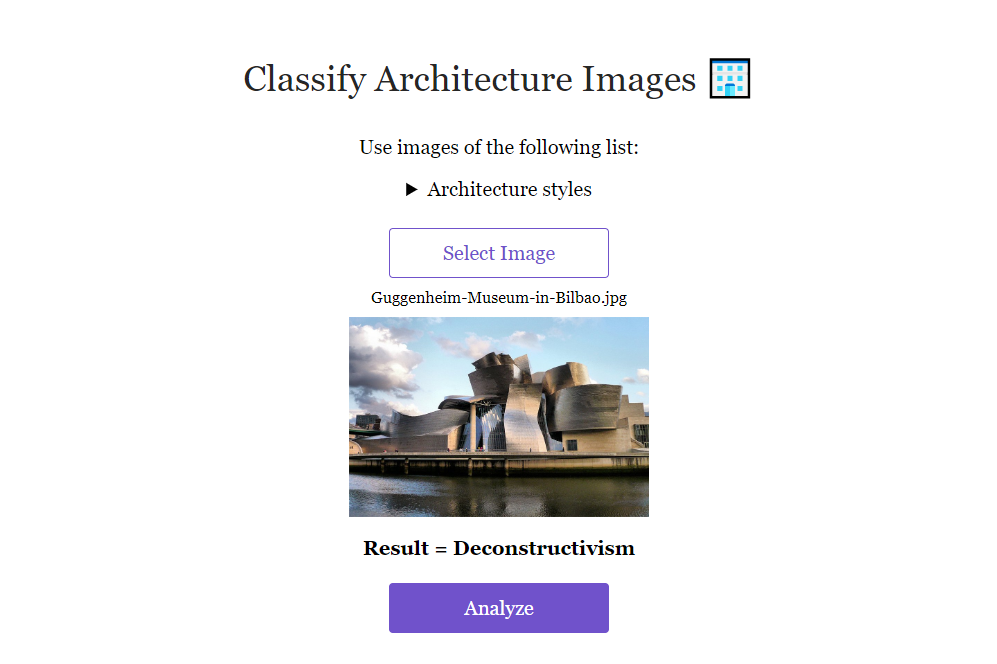 Classify Architecture Images
Use images of the following list:
Architecture styles
Select Image
Guggenheim-Museum-in-Bilbao.jpg
Result = Deconstructivism
Analyze